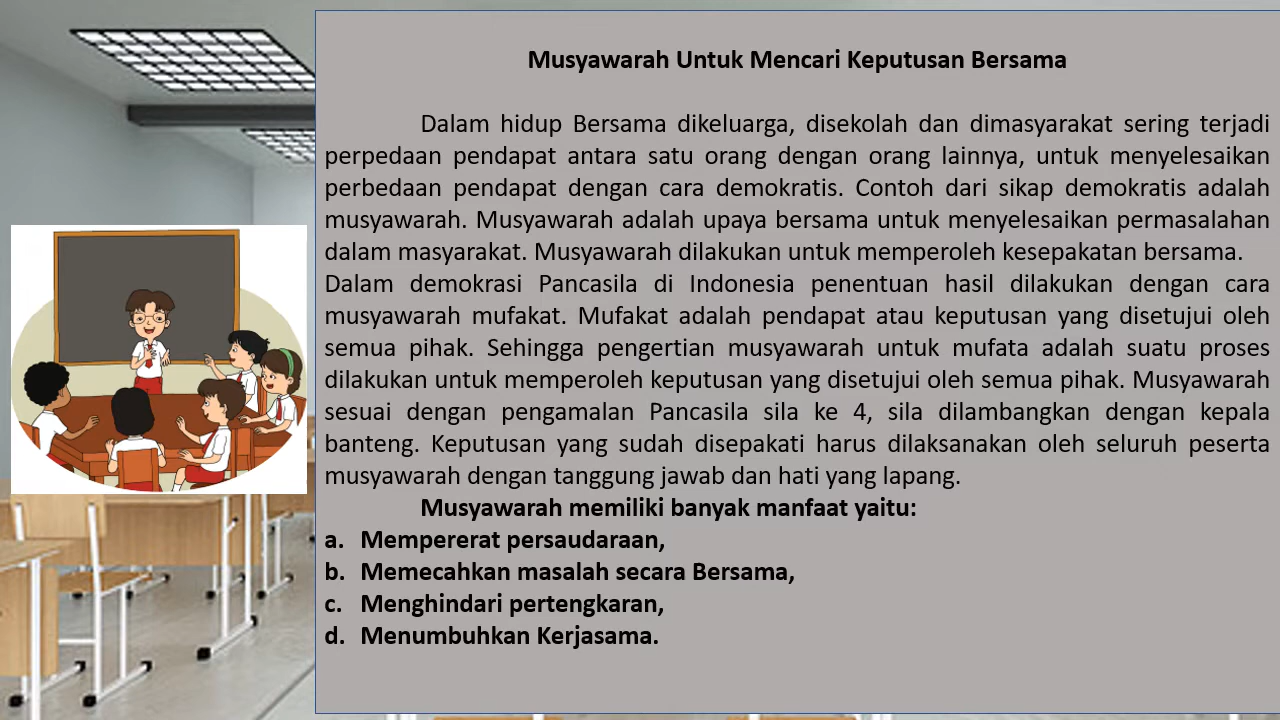 Musyawarah Untuk Mencari Keputusan Bersama
Dalam hidup Bersama dikeluarga, disekolah dan dimasyarakat sering terjadi
perpedaan pendapat antara satu orang dengan orang lainnya, untuk menyelesaikan
perbedaan pendapat dengan cara demokratis. Contoh dari sikap demokratis adalah
musyawarah. Musyawarah adalah upaya bersama untuk menyelesaikan permasalahan
dalam masyarakat. Musyawarah dilakukan untuk memperoleh kesepakatan bersama.
Dalam demokrasi Pancasila di Indonesia penentuan hasil dilakukan dengan cara
musyawarah mufakat. Mufakat adalah pendapat atau keputusan yang disetujui oleh
semua pihak. Sehingga pengertian musyawarah untuk mufata adalah suatu proses
dilakukan untuk memperoleh keputusan yang disetujui oleh semua pihak. Musyawarah
sesuai dengan pengamalan Pancasila sila ke 4, sila dilambangkan dengan kepala
banteng. Keputusan yang sudah disepakati harus dilaksanakan oleh seluruh peserta
musyawarah dengan tanggung jawab dan hati yang lapang.
Musyawarah memiliki banyak manfaat yaitu:
a. Mempererat persaudaraan,
b. Memecahkan masalah secara Bersama,
c. Menghindari pertengkaran,
d. Menumbuhkan Kerjasama.